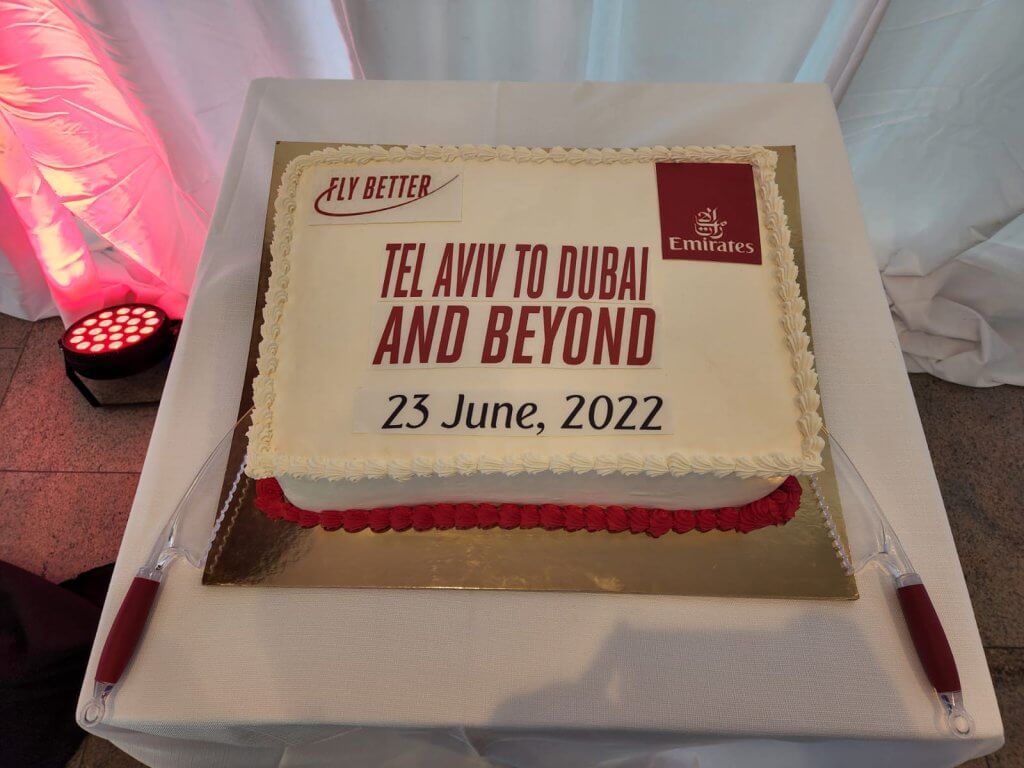 FLY BETTER
Emirates
TEL AVIV TO DUBAI
AND BEYOND
23 June, 2022